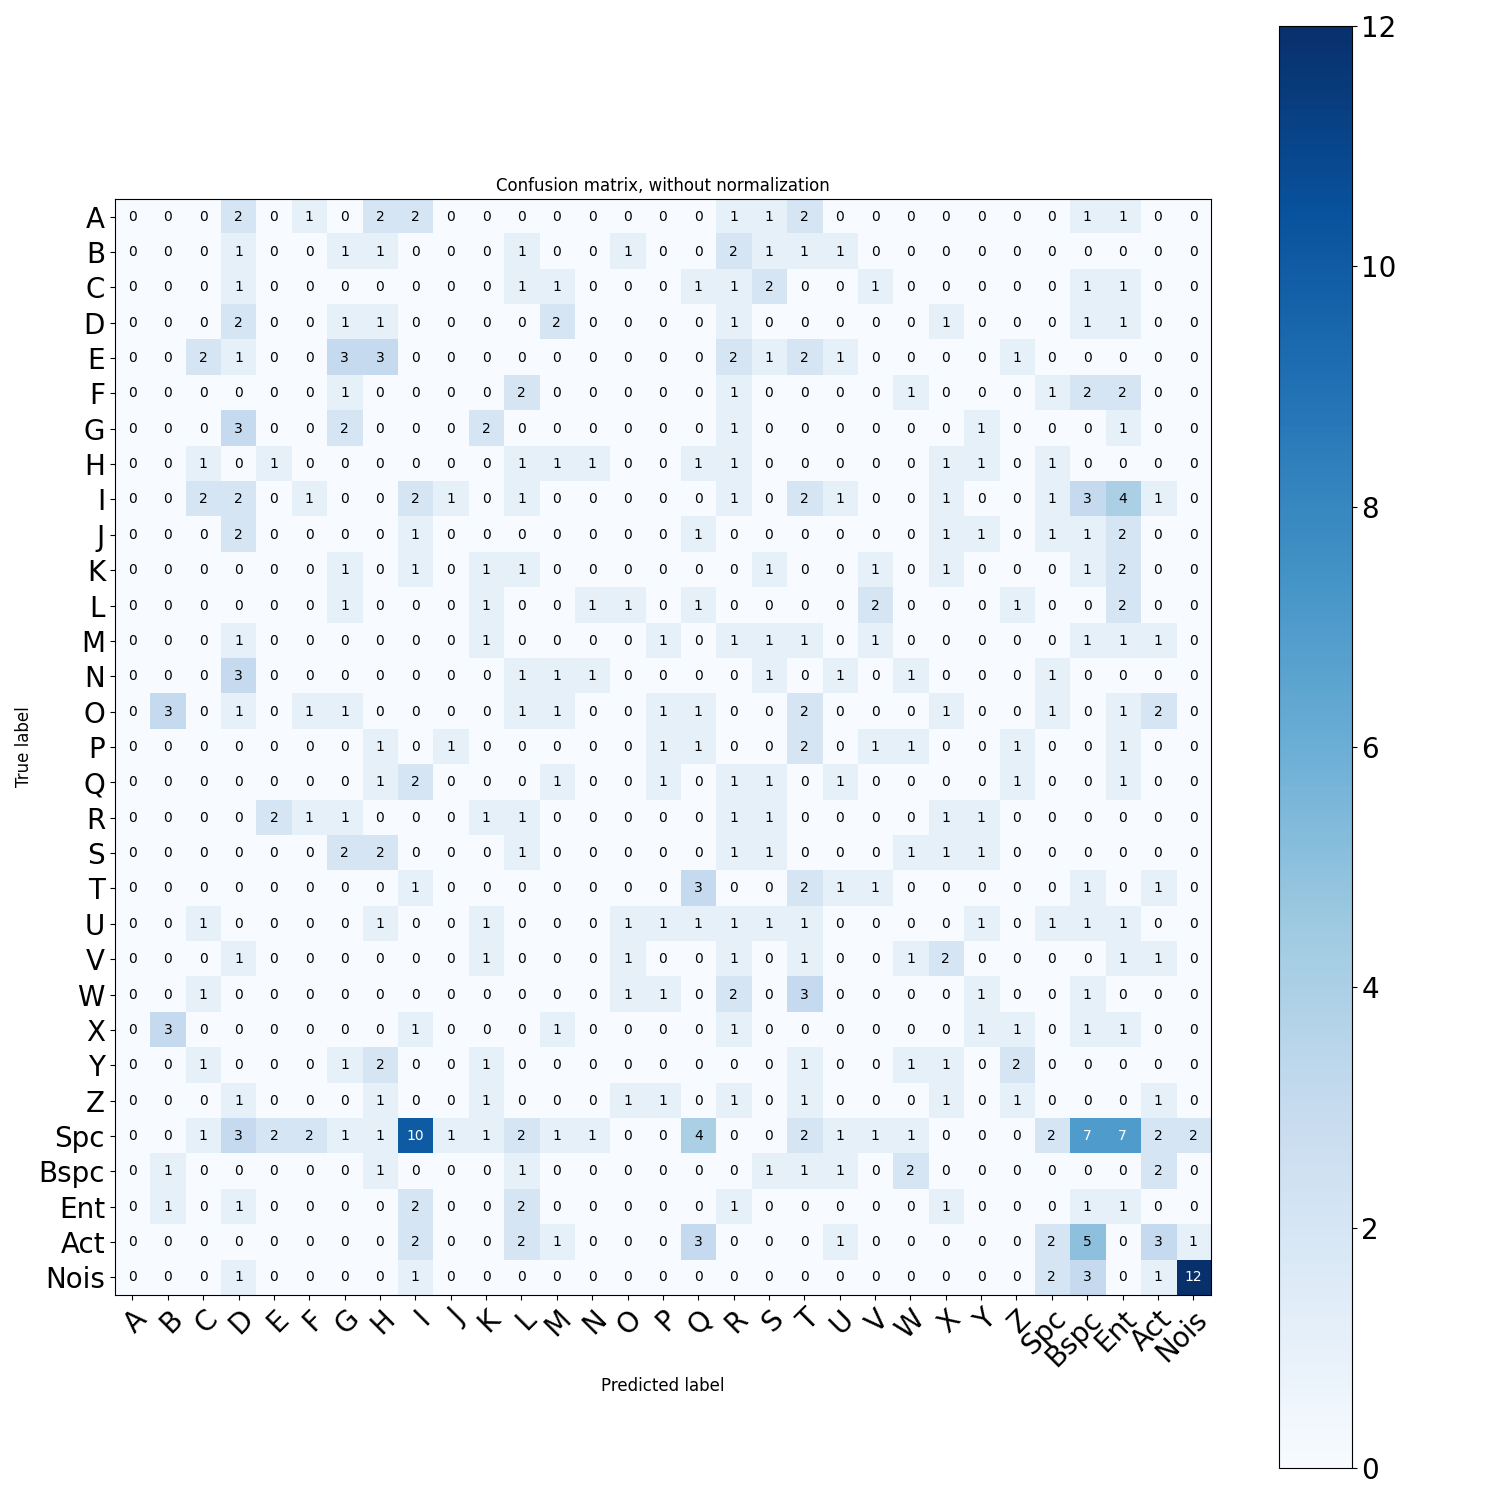 Confusion matrix, without normalization
A 0 0 0 2 0 1 0 2 2 0 0 0 0 0 0 0 0 1 1 2 0 0 0 0 0 0 0 1 1 0 0
B 0 0 0 1 0 0 1 1 0 0 0 1 0 0 1 0 0 2 1 1 1 0 0 0 0 0 0 0 0 0 0
C 0 0 0 1 0 0 0 0 0 0 0 1 1 0 0 0 1 1 2 0 0 1 0 0 0 0 0 1 1 0 0
D 0 0 0 2 0 0 1 1 0 0 0 0 2 0 0 0 0 1 0 0 0 0 0 1 0 0 0 1 1 0 0
E 0 0 2 1 0 0 3 3 0 0 0 0 0 0 0 0 0 2 1 2 1 0 0 0 0 1 0 0 0 0 0
F 0 0 0 0 0 0 1 0 0 0 0 2 0 0 0 0 0 1 0 0 0 0 1 0 0 0 1 2 2 0 0
G 0 0 0 3 0 0 2 0 0 0 2 0 0 0 0 0 0 1 0 0 0 0 0 0 1 0 0 0 1 0 0
H 0 0 1 0 1 0 0 0 0 0 0 1 1 1 0 0 1 1 0 0 0 0 0 1 1 0 1 0 0 0 0
I 0 0 2 2 0 1 0 0 2 1 0 1 0 0 0 0 0 1 0 2 1 0 0 1 0 0 1 3 4 1 0
J 0 0 0 2 0 0 0 0 1 0 0 0 0 0 0 0 1 0 0 0 0 0 0 1 1 0 1 1 2 0 0
K 0 0 0 0 0 0 1 0 1 0 1 1 0 0 0 0 0 0 1 0 0 1 0 1 0 0 0 1 2 0 0
L 0 0 0 0 0 0 1 0 0 0 1 0 0 1 1 0 1 0 0 0 0 2 0 0 0 1 0 0 2 0 0
M 0 0 0 1 0 0 0 0 0 0 1 0 0 0 0 1 0 1 1 1 0 1 0 0 0 0 0 1 1 1 0
N 0 0 0 3 0 0 0 0 0 0 0 1 1 1 0 0 0 0 1 0 1 0 1 0 0 0 1 0 0 0 0
O 0 3 0 1 0 1 1 0 0 0 0 1 1 0 0 1 1 0 0 2 0 0 0 1 0 0 1 0 1 2 0
P 0 0 0 0 0 0 0 1 0 1 0 0 0 0 0 1 1 0 0 2 0 1 1 0 0 1 0 0 1 0 0
Q 0 0 0 0 0 0 0 1 2 0 0 0 1 0 0 1 0 1 1 0 1 0 0 0 0 1 0 0 1 0 0
R 0 0 0 0 2 1 1 0 0 0 1 1 0 0 0 0 0 1 1 0 0 0 0 1 1 0 0 0 0 0 0
S 0 0 0 0 0 0 2 2 0 0 0 1 0 0 0 0 0 1 1 0 0 0 1 1 1 0 0 0 0 0 0
T 0 0 0 0 0 0 0 0 1 0 0 0 0 0 0 0 3 0 0 2 1 1 0 0 0 0 0 1 0 1 0
U 0 0 1 0 0 0 0 1 0 0 1 0 0 0 1 1 1 1 1 1 0 0 0 0 1 0 1 1 1 0 0
V 0 0 0 1 0 0 0 0 0 0 1 0 0 0 1 0 0 1 0 1 0 0 1 2 0 0 0 0 1 1 0
W 0 0 1 0 0 0 0 0 0 0 0 0 0 0 1 1 0 2 0 3 0 0 0 0 1 0 0 1 0 0 0
X 0 3 0 0 0 0 0 0 1 0 0 0 1 0 0 0 0 1 0 0 0 0 0 0 1 1 0 1 1 0 0
Y 0 0 1 0 0 0 1 2 0 0 1 0 0 0 0 0 0 0 0 1 0 0 1 1 0 2 0 0 0 0 0
Z 0 0 0 1 0 0 0 1 0 0 1 0 0 0 1 1 0 1 0 1 0 0 0 1 0 1 0 0 0 1 0
Spc 0 0 1 3 2 2 1 1 10 1 1 2 1 1 0 0 4 0 0 2 1 1 1 0 0 0 2 7 7 2 2
Bspc 0 1 0 0 0 0 0 1 0 0 0 1 0 0 0 0 0 0 1 1 1 0 2 0 0 0 0 0 0 2 0
Ent 0 1 0 1 0 0 0 0 2 0 0 2 0 0 0 0 0 1 0 0 0 0 0 1 0 0 0 1 1 0 0
Act 0 0 0 0 0 0 0 0 2 0 0 2 1 0 0 0 3 0 0 0 1 0 0 0 0 0 2 5 0 3 1
Nois 0 0 0 1 0 0 0 0 1 0 0 0 0 0 0 0 0 0 0 0 0 0 0 0 0 0 2 3 0 1 12
A B C D E F G H I J K L M N O P Q R S T U V W X Y Z Spc Bspc Ent Act Nois
Predicted label
True label
12
10
8
6
4
2
0